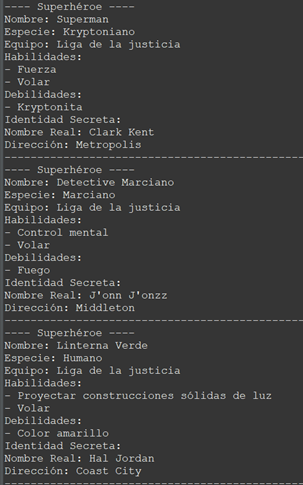 ---- Superhéroe ----
Nombre: Superman
Especie: Kryptoniano
Equipo: Liga de la justicia
Habilidades:
- Fuerza
- Volar
Debilidades:
- Kryptonita
Identidad Secreta:
Nombre Real: Clark Kent
Dirección: Metropolis
----------------------------------------------
---- Superhéroe ----
Nombre: Detective Marciano
Especie: Marciano
Equipo: Liga de la justicia
Habilidades:
- Control mental
- Volar
Debilidades:
- Fuego
Identidad Secreta:
Nombre Real: J'onn J'onzz
Dirección: Middleton
----------------------------------------------
---- Superhéroe ----
Nombre: Linterna Verde
Especie: Humano
Equipo: Liga de la justicia
Habilidades:
- Proyectar construcciones sólidas de luz
- Volar
Debilidades:
- Color amarillo
Identidad Secreta:
Nombre Real: Hal Jordan
Dirección: Coast City
----------------------------------------------